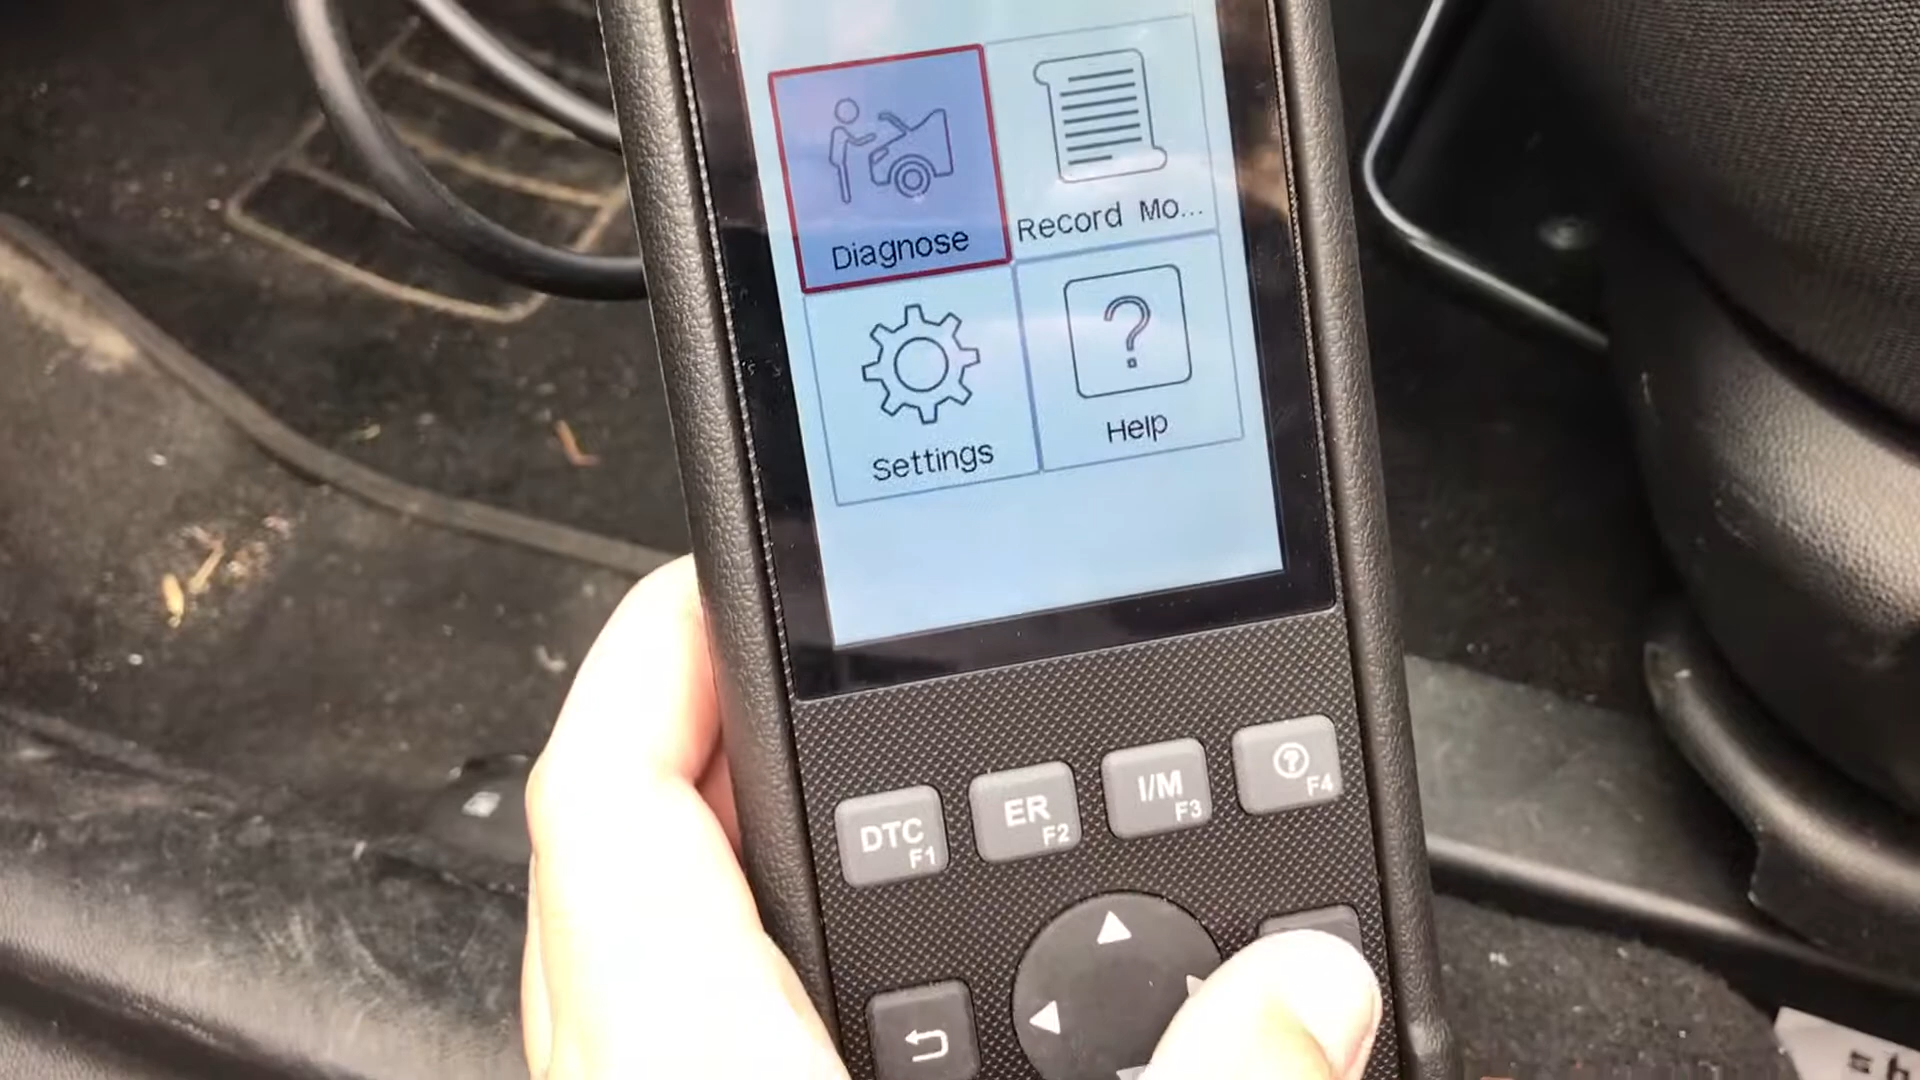 Diagnose
Record Mo...
Settings
Help
?
DTC F1
ER F2
I/M F3
? F4